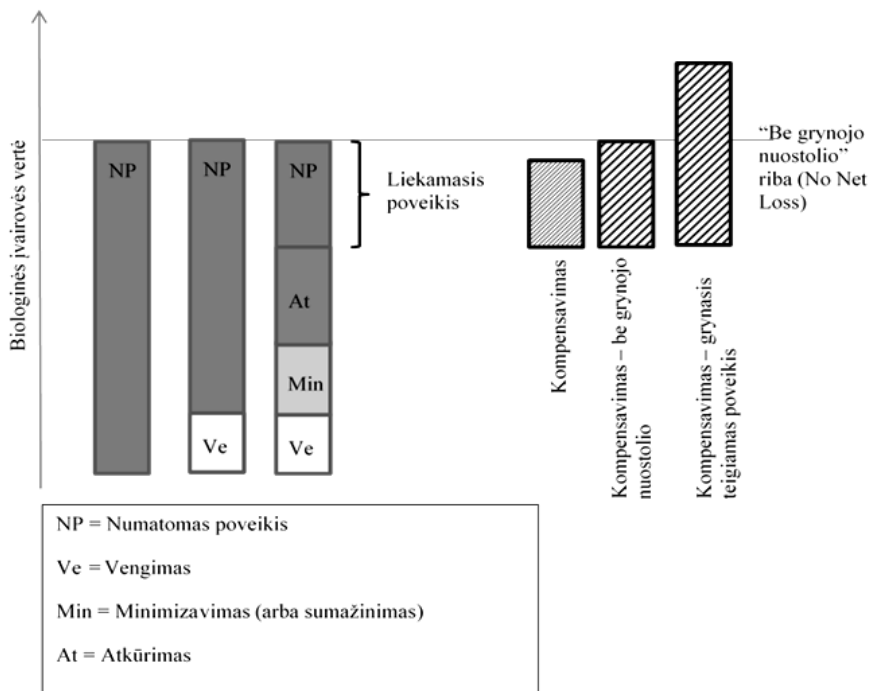 Biologinės įvairovės vertė
NP
NP
Ve
NP
At
Min
Ve
Liekamasis
poveikis
Kompensavimas
Kompensavimas – be grynojo
nuostolio
Kompensavimas – grynasis
teigiamas poveikis
“Be grynojo
nuostolio”
riba (No Net
Loss)
NP = Numatomas poveikis
Ve = Vengimas
Min = Minimizavimas (arba sumažinimas)
At = Atkūrimas